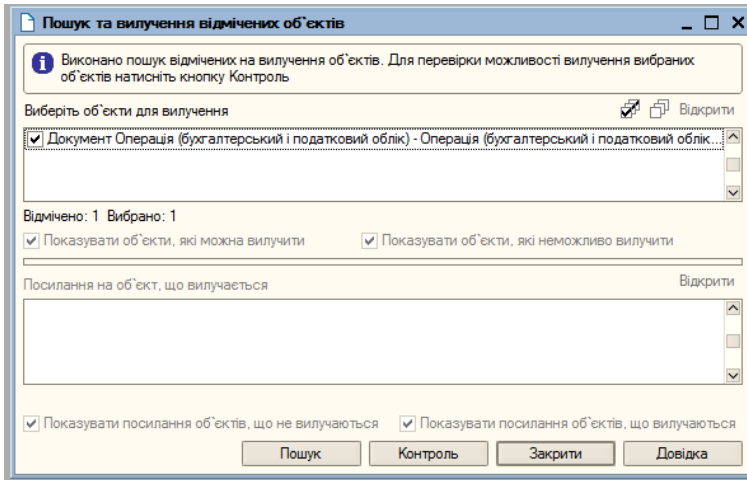 Пошук та вилучення відмічених об`єктів
Виконано пошук відмічених на вилучення об`єктів. Для перевірки можливості вилучення вибраних
об`єктів натисніть кнопку Контроль
Виберіть об`єкти для вилучення
Відкрити
Документ Операція (бухгалтерський і податковий облік) - Операція (бухгалтерський і податковий облік...
Відмічено: 1 Вибрано: 1
Показувати об`єкти, які можна вилучити
Показувати об`єкти, які неможливо вилучити
Посилання на об`єкт, що вилучається
Відкрити
Показувати посилання об`єктів, що не вилучаються
Показувати посилання об`єктів, що вилучаються
Пошук
Контроль
Закрити
Довідка